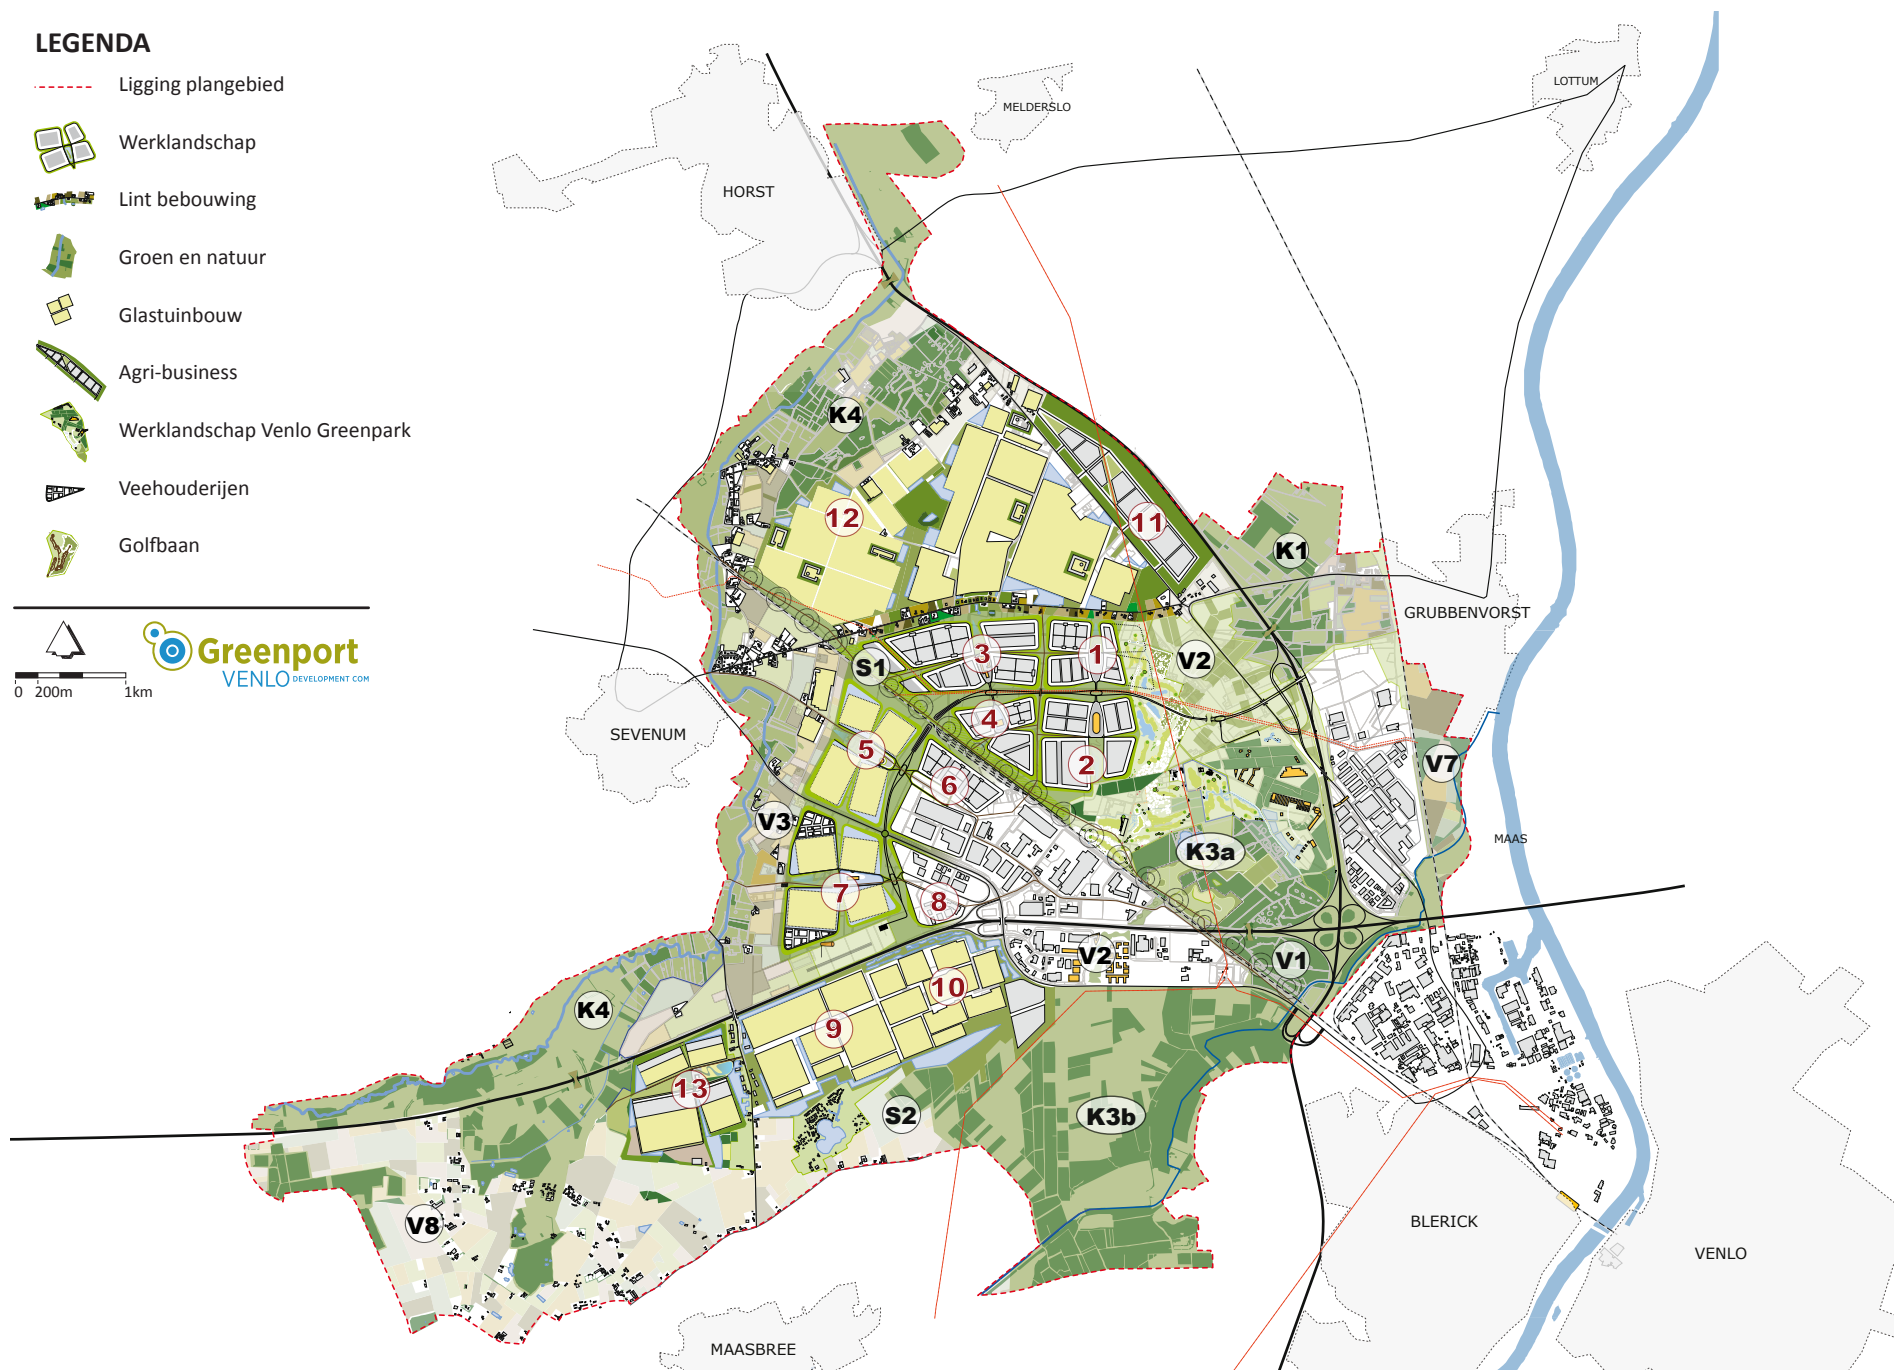 LEGENDA
Ligging plangebied
Werklandschap
Lint bebouwing
Groen en natuur
Glastuinbouw
Agri-business
Werklandschap Venlo Greenpark
Veehouderijen
Golfbaan
0 200m 1km
Greenport
VENLO DEVELOPMENT COM
LOTTUM
MELDERSLO
HORST
K4
12
11
K1
GRUBBENVORST
3
1
V2
S1
4
SEVENUM
5
2
V7
6
V3
MAAS
K3a
7
8
V2
V1
10
K4
9
13
S2
K3b
V8
BLERICK
VENLO
MAASBREE